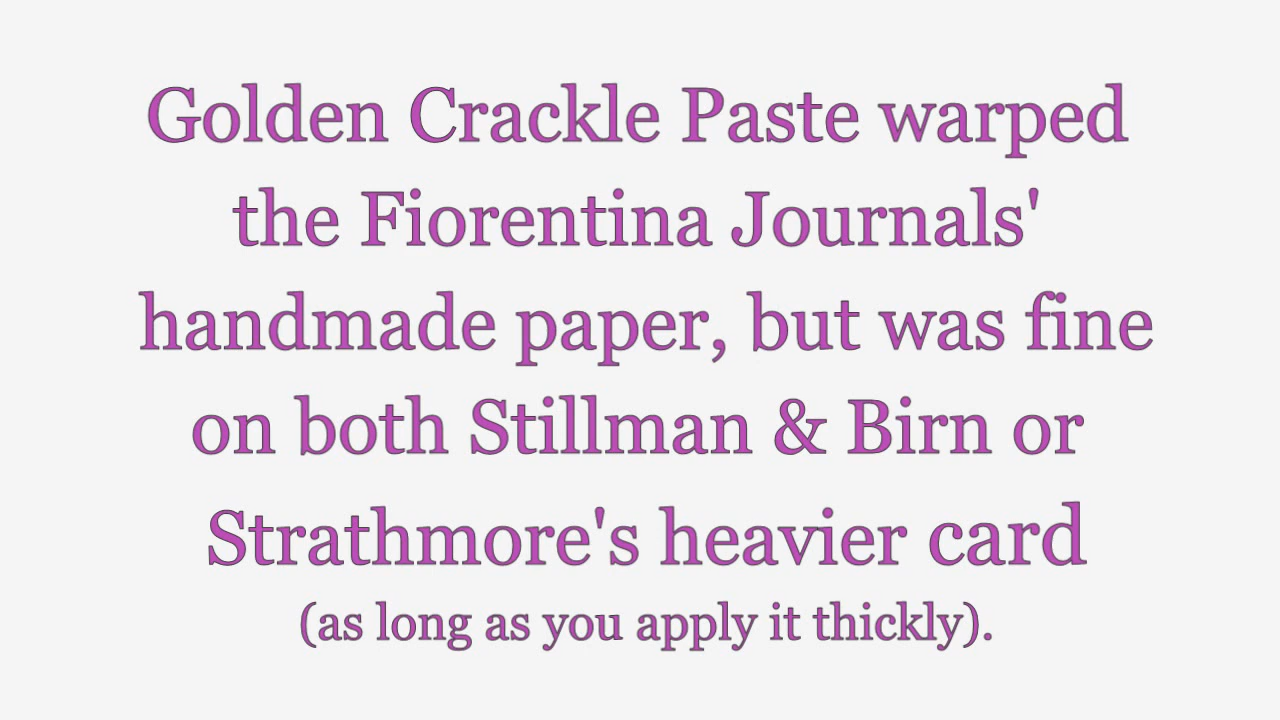 Golden Crackle Paste warped
the Fiorentina Journals'
handmade paper, but was fine
on both Stillman & Birn or
Strathmore's heavier card
(as long as you apply it thickly).